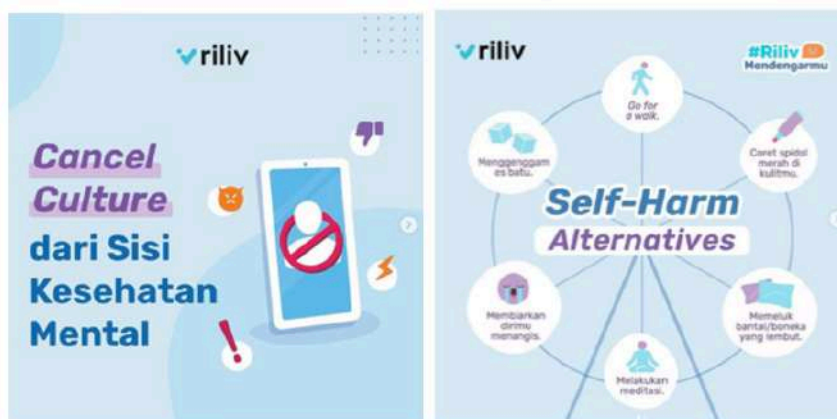 riliv
Cancel
Culture
dari Sisi
Kesehatan
Mental
riliv
#Riliv
Mendengarmu
Go for
a walk.
Menggenggam
es batu.
Coret spidol
merah di
kulitmu.
Self-Harm
Alternatives
Membiarkan
dirimu
menangis.
Memeluk
bantal/boneka
yang lembut.
Melakukan
meditasi.